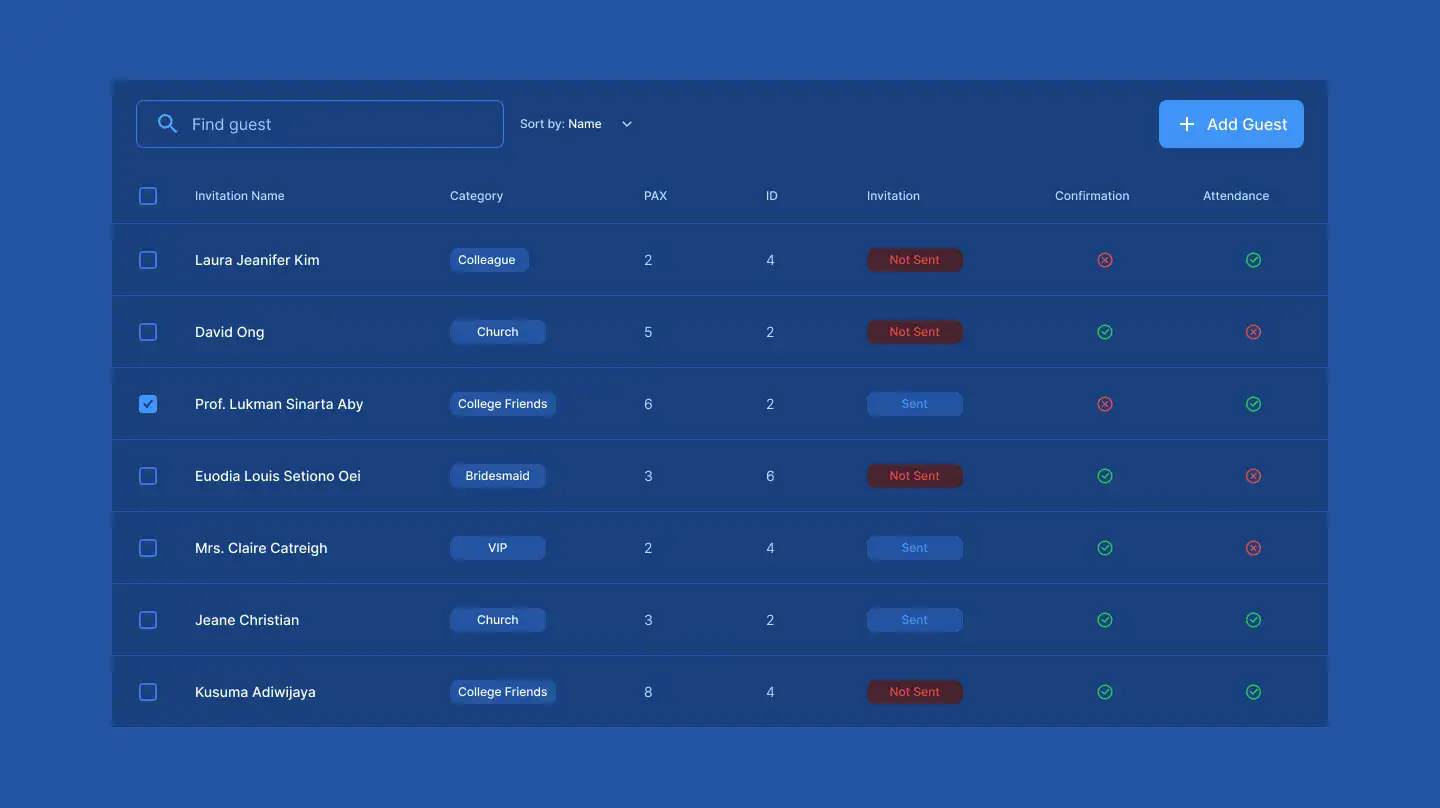 Find guest Sort by: Name Add Guest
Invitation Name Category PAX ID Invitation Confirmation Attendance
Laura Jeanifer Kim Colleague 2 4 Not Sent
David Ong Church 5 2 Not Sent
Prof. Lukman Sinarta Aby College Friends 6 2 Sent
Euodia Louis Setiono Oei Bridesmaid 3 6 Not Sent
Mrs. Claire Catreigh VIP 2 4 Sent
Jeane Christian Church 3 2 Sent
Kusuma Adiwijaya College Friends 8 4 Not Sent